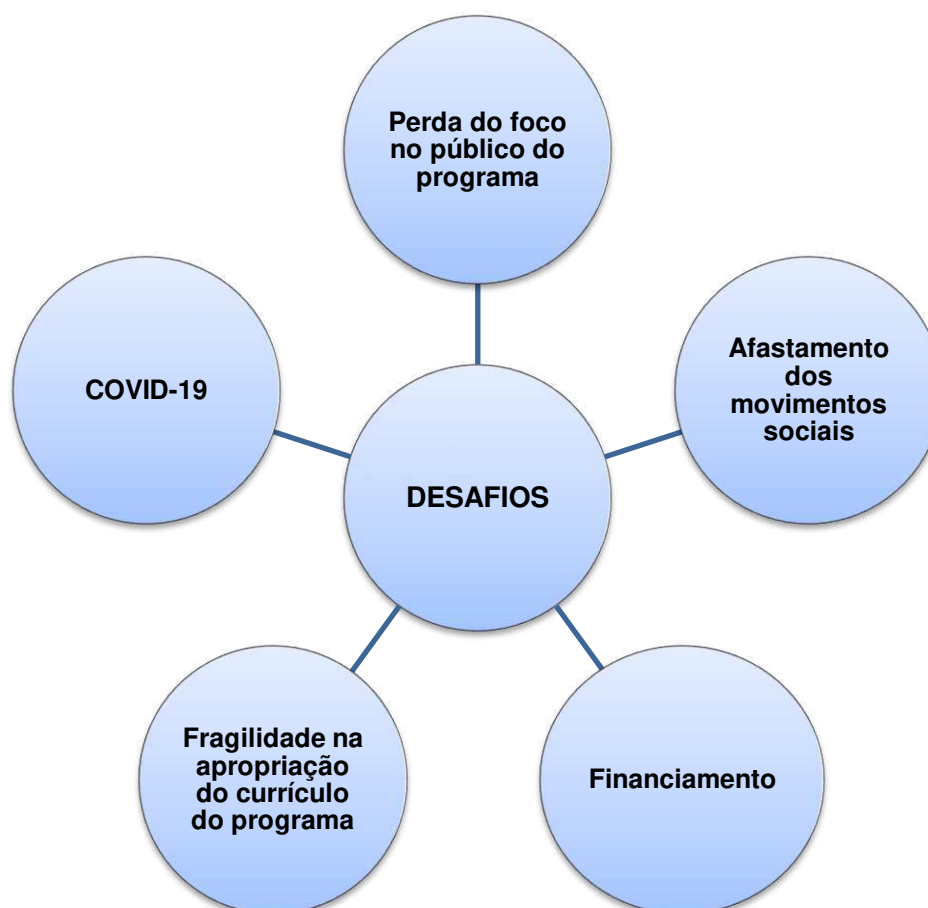 Perda do foco
no público do
programa
Afastamento
dos
movimentos
sociais
COVID-19
DESAFIOS
Fragilidade na
apropriação
do currículo
do programa
Financiamento